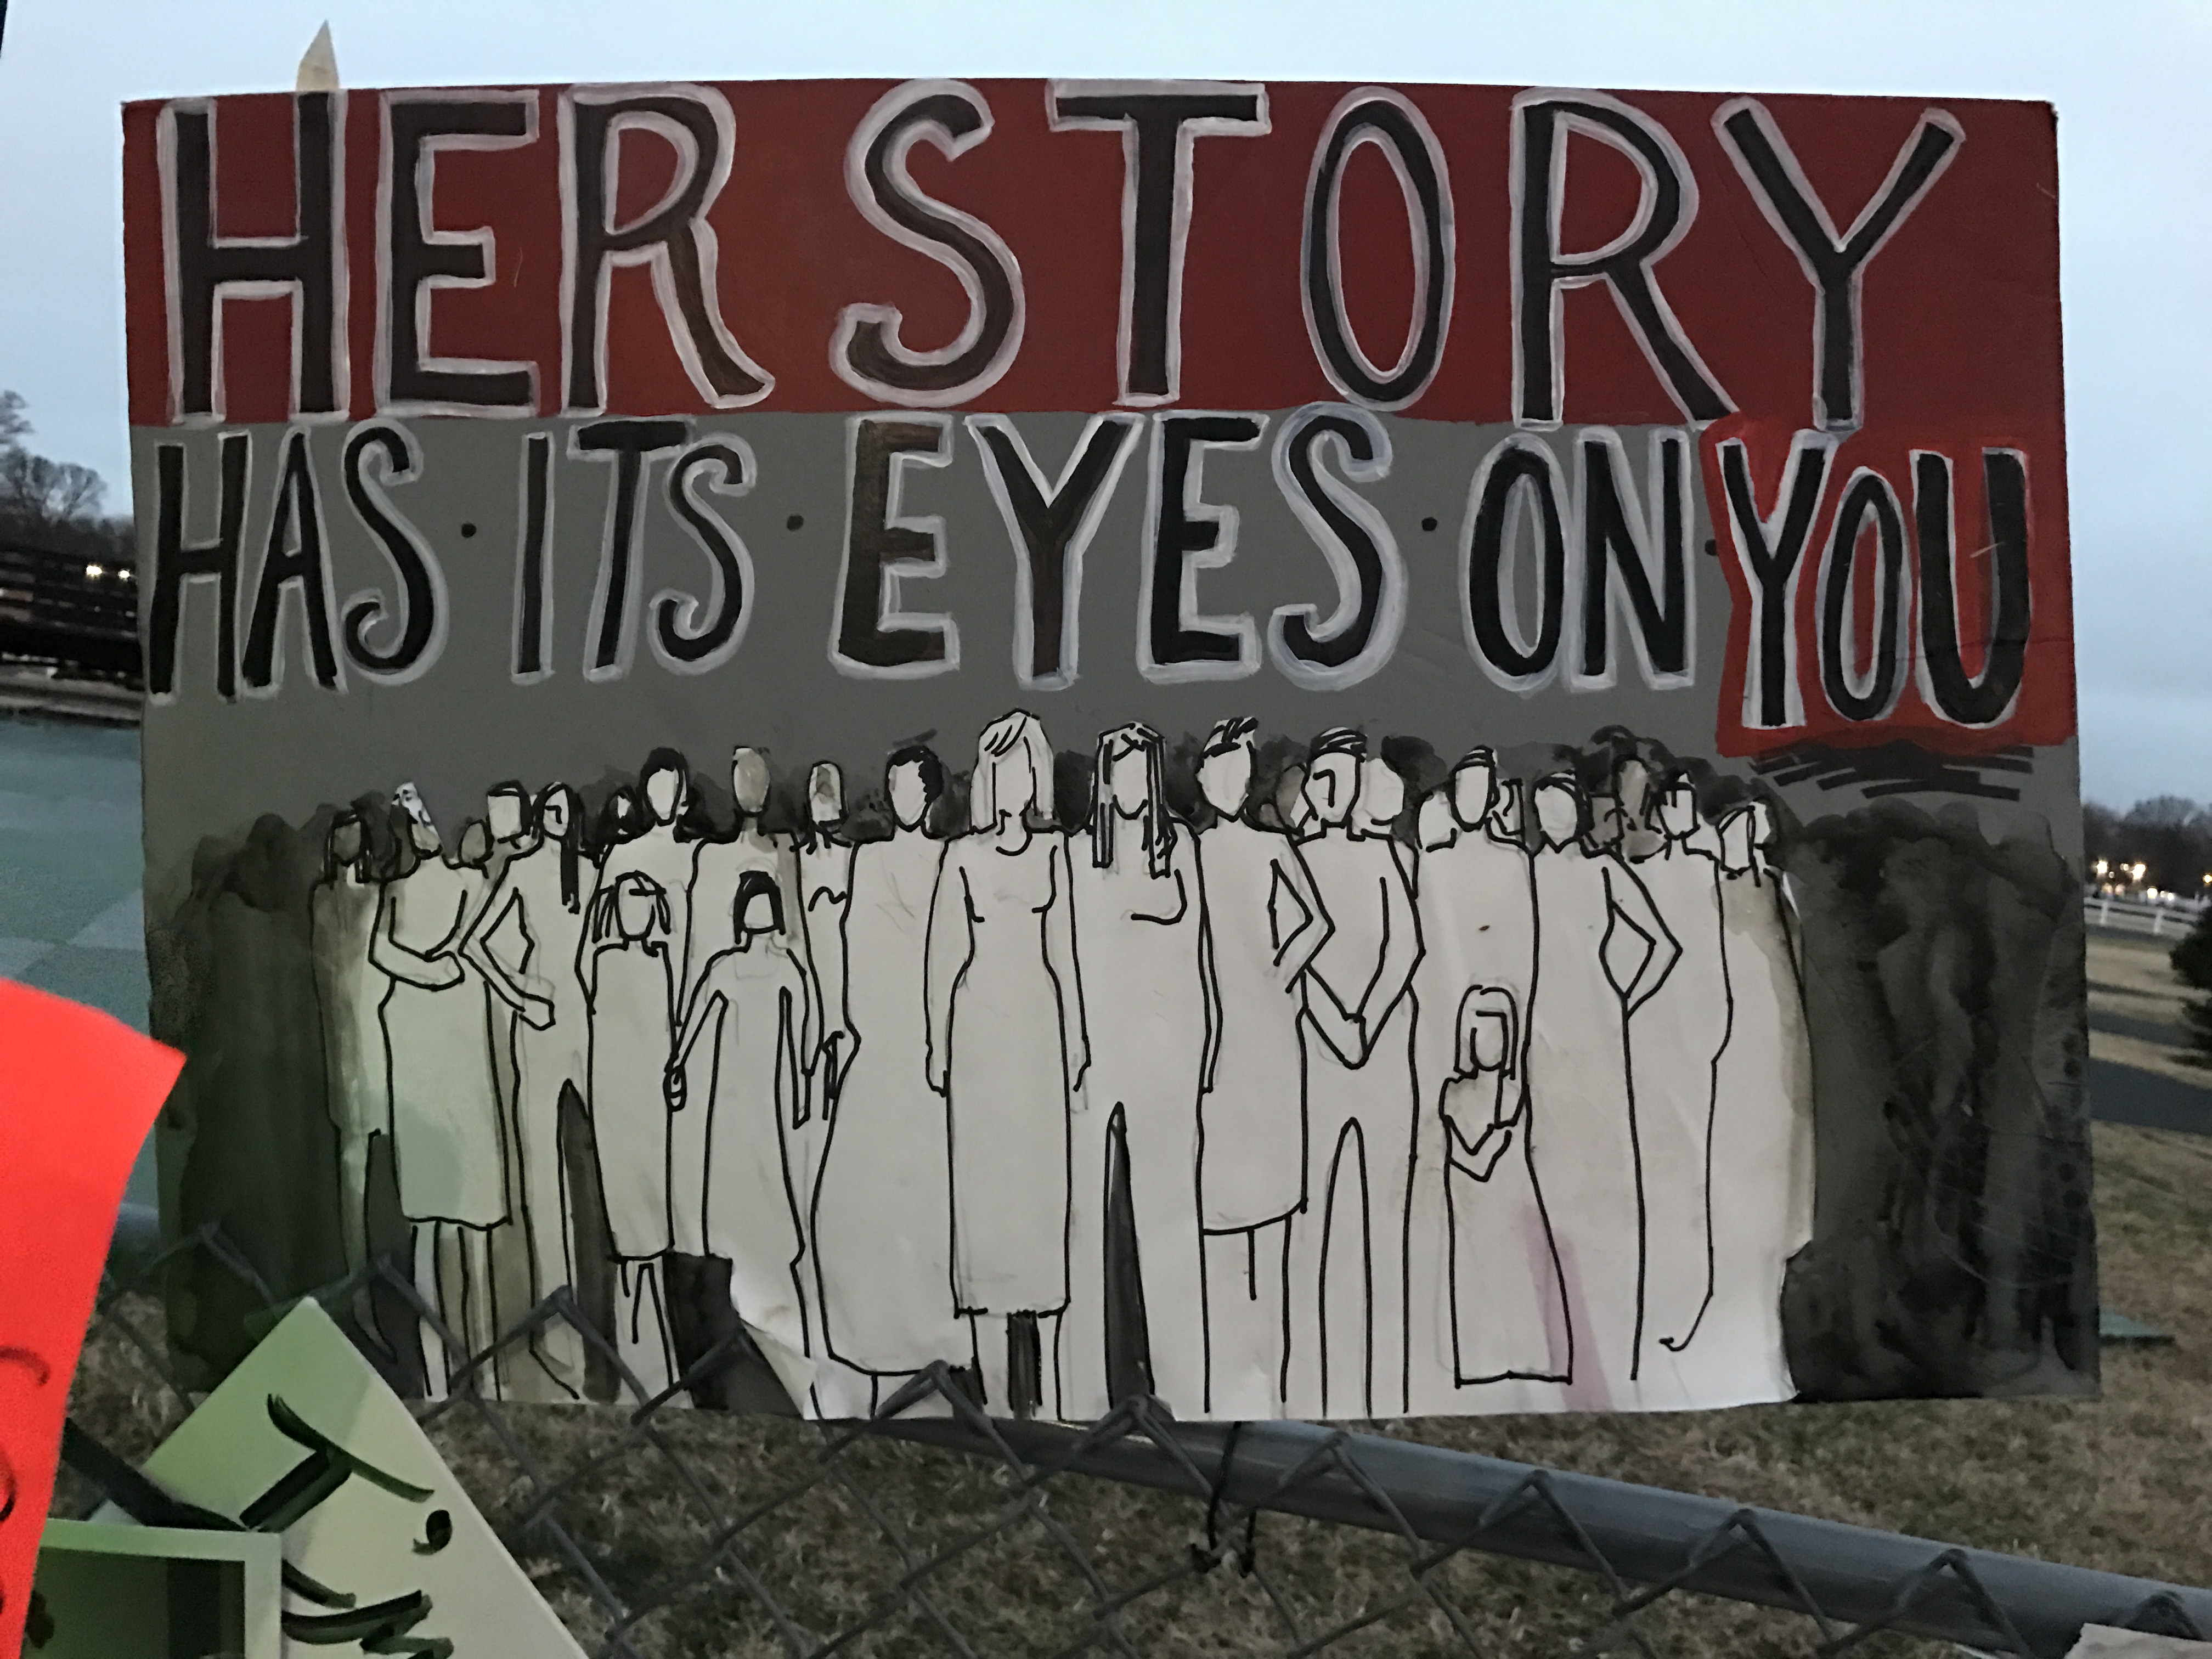 HER STORY
HAS · ITS · EYES · ON · YOU